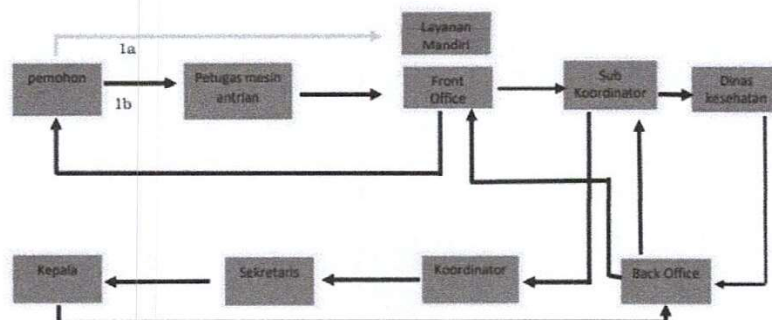 Layanan
Mandiri
1a
pemohon
Petugas mesin
antrian
Front
Office
Sub
Koordinator
Dinas
kesehatan
1b
Kepala
Sekretaris
Koordinator
Back Office